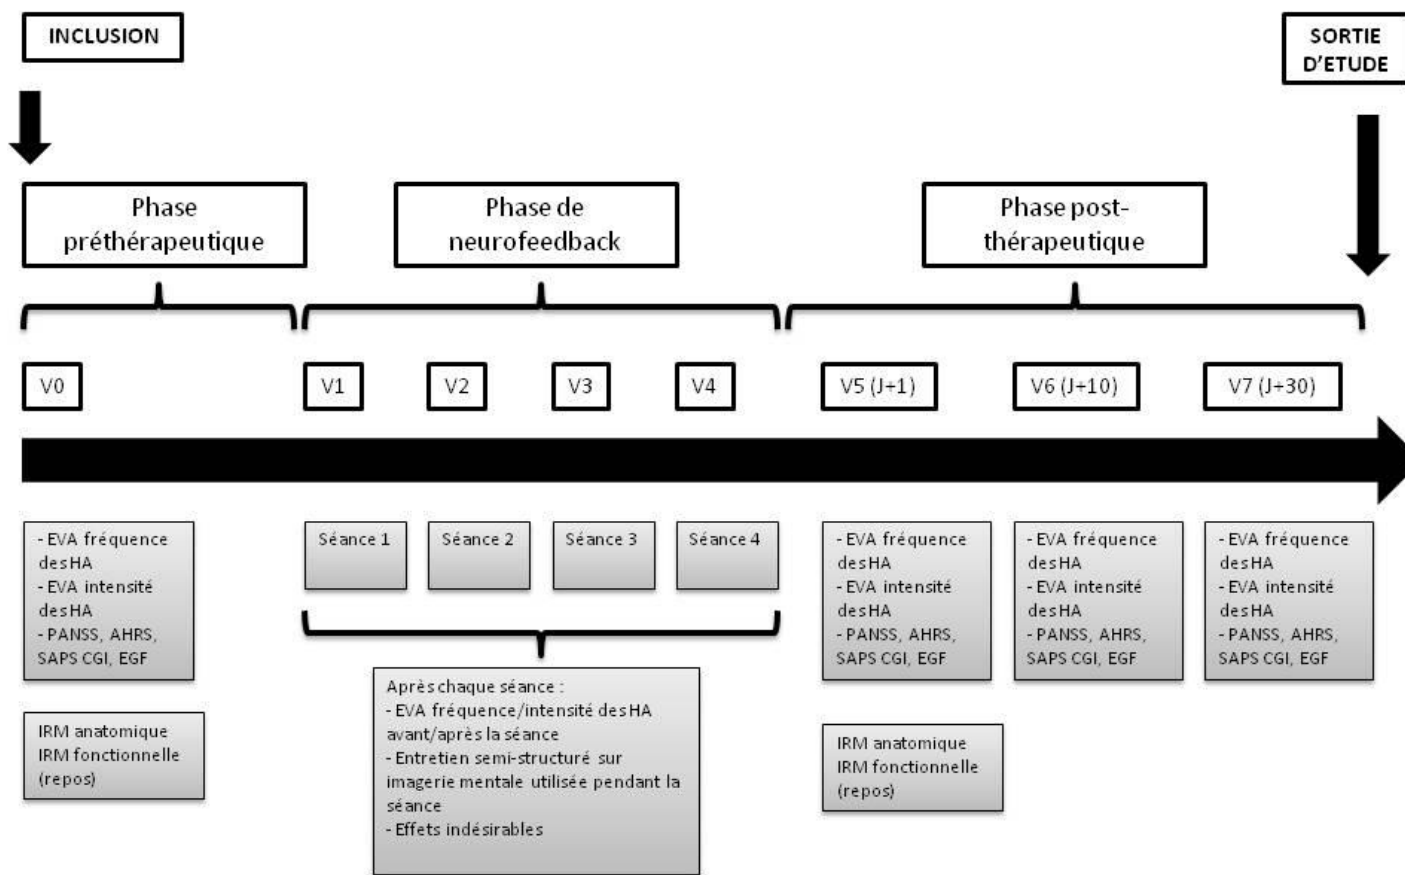 INCLUSION
SORTIE
D'ETUDE
Phase
préthérapeutique
Phase de
neurofeedback
Phase post-
thérapeutique
V0
V1
V2
V3
V4
V5 (J+1)
V6 (J+10)
V7 (J+30)
- EVA fréquence
des HA
- EVA intensité
des HA
- PANSS, AHRS,
SAPS CGI, EGF
Séance 1
Séance 2
Séance 3
Séance 4
- EVA fréquence
des HA
- EVA intensité
des HA
- PANSS, AHRS,
SAPS CGI, EGF
- EVA fréquence
des HA
- EVA intensité
des HA
- PANSS, AHRS,
SAPS CGI, EGF
- EVA fréquence
des HA
- EVA intensité
des HA
- PANSS, AHRS,
SAPS CGI, EGF
IRM anatomique
IRM fonctionnelle
(repos)
Après chaque séance :
- EVA fréquence/intensité des HA
avant/après la séance
- Entretien semi-structuré sur
imagerie mentale utilisée pendant la
séance
- Effets indésirables
IRM anatomique
IRM fonctionnelle
(repos)